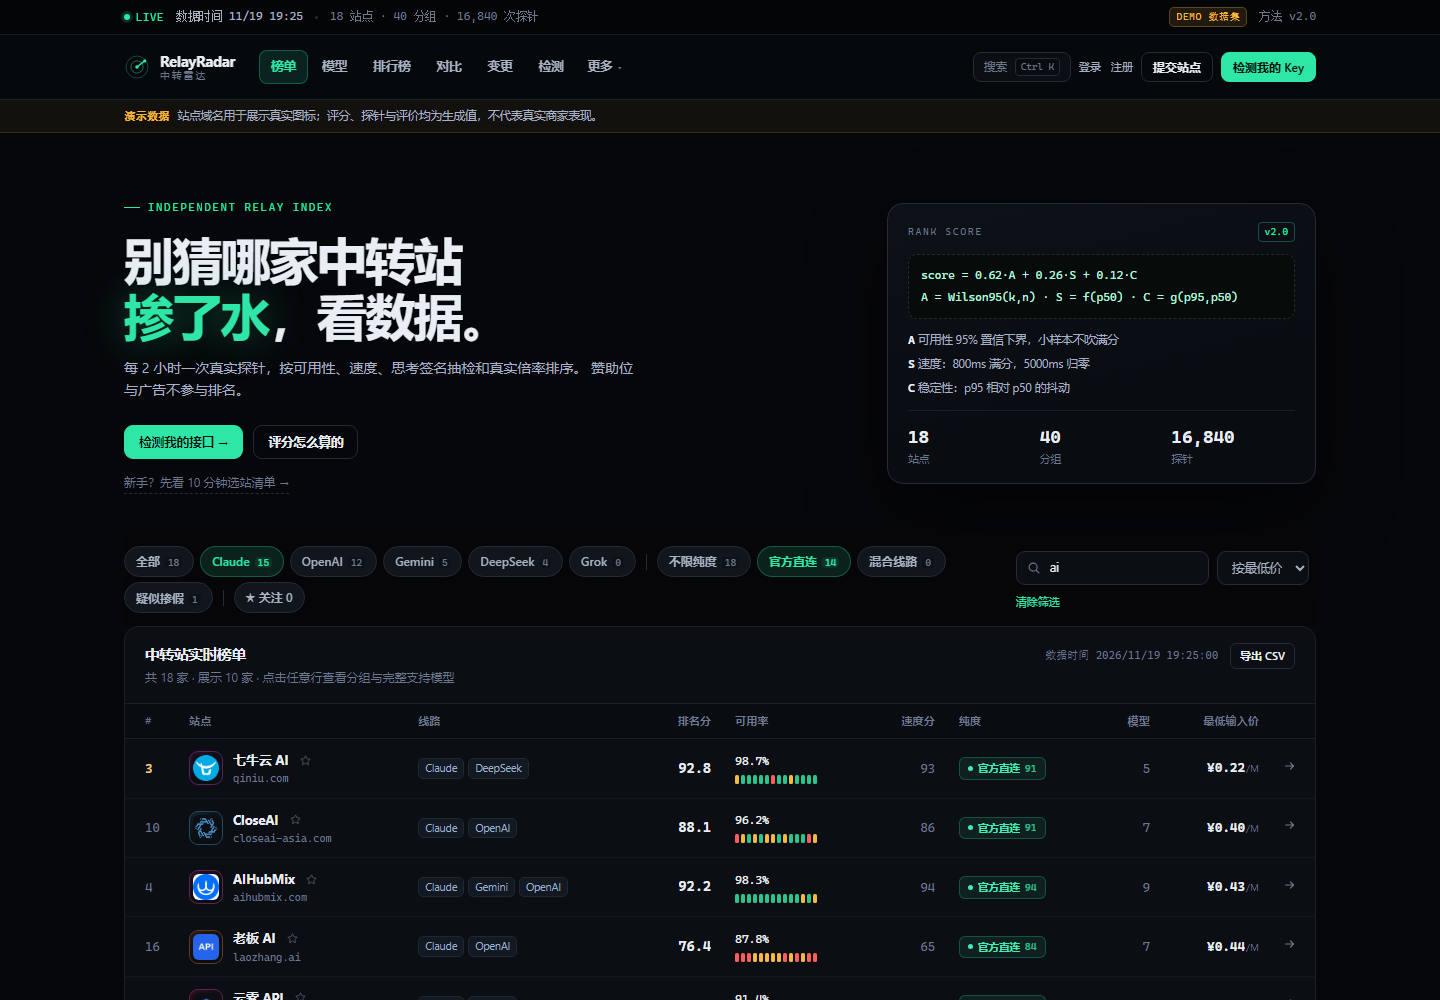 LIVE 数据时间 11/19 19:25 · 18 站点 · 40 分组 · 16,840 次探针
DEMO 数据集 方法 v2.0
RelayRadar
中转雷达
榜单 模型 排行榜 对比 变更 检测 更多
搜索 Ctrl K 登录 注册 提交站点 检测我的 Key
演示数据 站点域名用于展示真实图标；评分、探针与评价均为生成值，不代表真实商家表现。
INDEPENDENT RELAY INDEX
别猜哪家中转站
掺了水，看数据。
每 2 小时一次真实探针，按可用性、速度、思考签名抽检和真实倍率排序。 赞助位
与广告不参与排名。
检测我的接口 →
评分怎么算的
新手？先看 10 分钟选站清单 →
RANK SCORE v2.0
score = 0.62·A + 0.26·S + 0.12·C
A = Wilson95(k,n) · S = f(p50) · C = g(p95,p50)
A 可用性 95% 置信下界，小样本不吹满分
S 速度：800ms 满分，5000ms 归零
C 稳定性：p95 相对 p50 的抖动
18 40 16,840
站点 分组 探针
全部 18 Claude 15 OpenAI 12 Gemini 5 DeepSeek 4 Grok 0 不限纯度 18 官方直连 14 混合线路 0
疑似掺假 1 ★ 关注 0
ai 按最低价
清除筛选
中转站实时榜单
共 18 家 · 展示 10 家 · 点击任意行查看分组与完整支持模型
数据时间 2026/11/19 19:25:00 导出 CSV
# 站点 线路 排名分 可用率 速度分 纯度 模型 最低输入价
3 七牛云 AI ☆ qiniu.com Claude DeepSeek 92.8 98.7% 93 官方直连 91 5 ¥0.22/M →
10 CloseAI ☆ closeai-asia.com Claude OpenAI 88.1 96.2% 86 官方直连 91 7 ¥0.40/M →
4 AIHubMix ☆ aihubmix.com Claude Gemini OpenAI 92.2 98.3% 94 官方直连 94 9 ¥0.43/M →
16 API 老板 AI ☆ laozhang.ai Claude OpenAI 76.4 87.8% 65 官方直连 84 7 ¥0.44/M →
云雾 API ☆ 91.4%